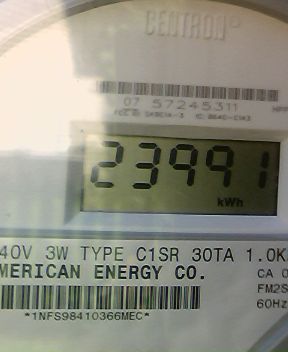 CENTRON
07 57245311
23991
kWh
40V 3W TYPE C1SR 30TA 1.0K
MERICAN ENERGY CO.
CA 0
FM2S
60Hz
*1NFS98410366MEC*